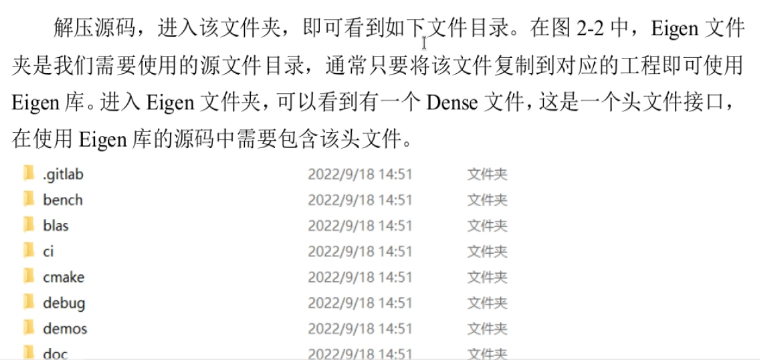 解压源码，进入该文件夹，即可看到如下文件目录。在图 2-2 中，Eigen 文件
夹是我们需要使用的源文件目录，通常只要将该文件复制到对应的工程即可使用
Eigen 库。进入 Eigen 文件夹，可以看到有一个 Dense 文件，这是一个头文件接口，
在使用 Eigen 库的源码中需要包含该头文件。
.gitlab 2022/9/18 14:51 文件夹
bench 2022/9/18 14:51 文件夹
blas 2022/9/18 14:51 文件夹
ci 2022/9/18 14:51 文件夹
cmake 2022/9/18 14:51 文件夹
debug 2022/9/18 14:51 文件夹
demos 2022/9/18 14:51 文件夹
doc 2022/9/18 14:51 文件夹